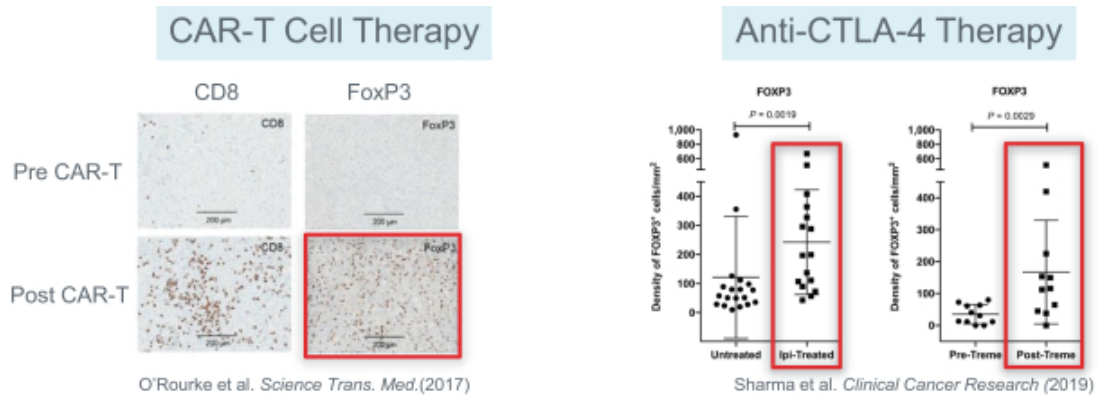 CAR-T Cell Therapy
CD8
FoxP3
Pre CAR-T
CD8
200 µm
FoxP3
200 µm
Post CAR-T
CD8
200 µm
FoxP3
200 µm
O'Rourke et al. Science Trans. Med.(2017)
Anti-CTLA-4 Therapy
FOXP3
P = 0.0019
Density of FOXP3⁺ cells/mm²
1,000
800
600
400
300
200
100
0
Untreated
Ipi-Treated
FOXP3
P = 0.0029
Density of FOXP3⁺ cells/mm²
1,000
800
600
400
300
200
100
0
Pre-Treme
Post-Treme
Sharma et al. Clinical Cancer Research (2019)